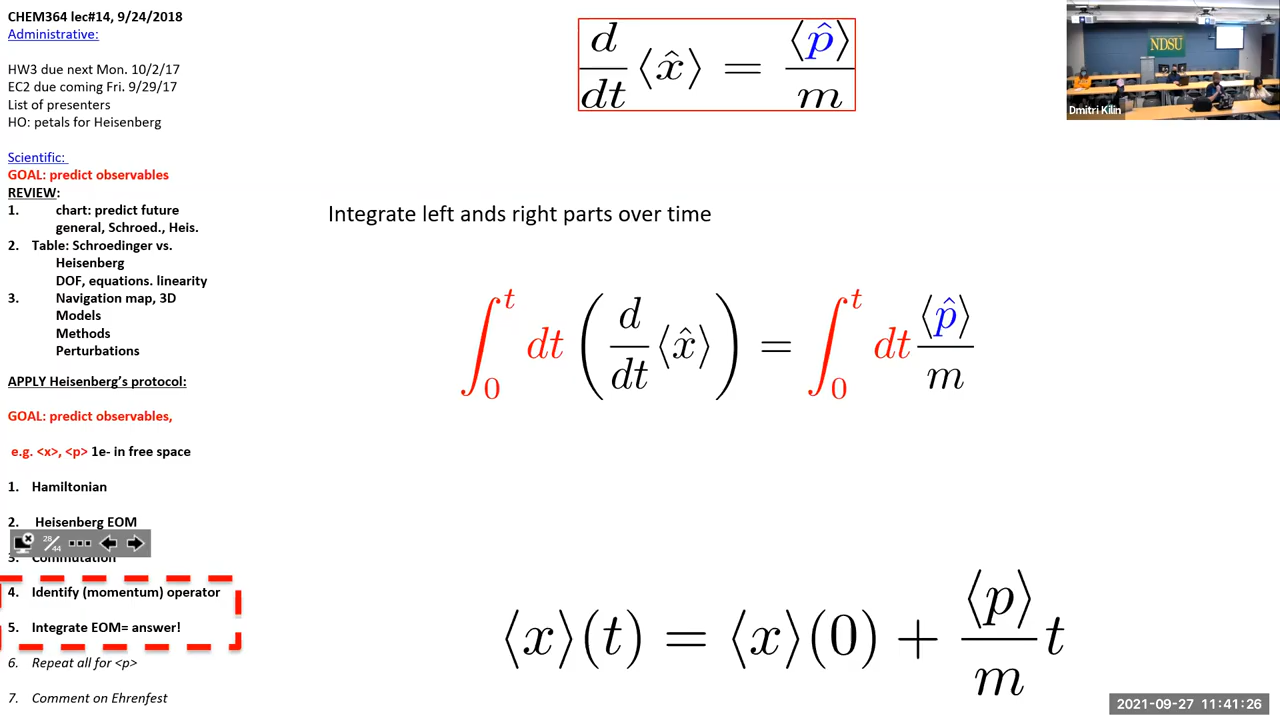 CHEM364 lec#14, 9/24/2018
Administrative:
HW3 due next Mon. 10/2/17
EC2 due coming Fri. 9/29/17
List of presenters
HO: petals for Heisenberg
Scientific:
GOAL: predict observables
REVIEW:
1. chart: predict future
general, Schroed., Heis.
2. Table: Schroedinger vs.
Heisenberg
DOF, equations. linearity
3. Navigation map, 3D
Models
Methods
Perturbations
APPLY Heisenberg's protocol:
GOAL: predict observables,
e.g. <x>, <p> 1e- in free space
1. Hamiltonian
2. Heisenberg EOM
28/44
3. Commutation
4. Identify (momentum) operator
5. Integrate EOM= answer!
6. Repeat all for <p>
7. Comment on Ehrenfest
d/dt ⟨x̂⟩ = ⟨p̂⟩/m
Integrate left ands right parts over time
∫₀ᵗ dt (d/dt ⟨x̂⟩) = ∫₀ᵗ dt ⟨p̂⟩/m
⟨x⟩(t) = ⟨x⟩(0) + ⟨p⟩/m t
NDSU
Dmitri Kilin
2021-09-27 11:41:26